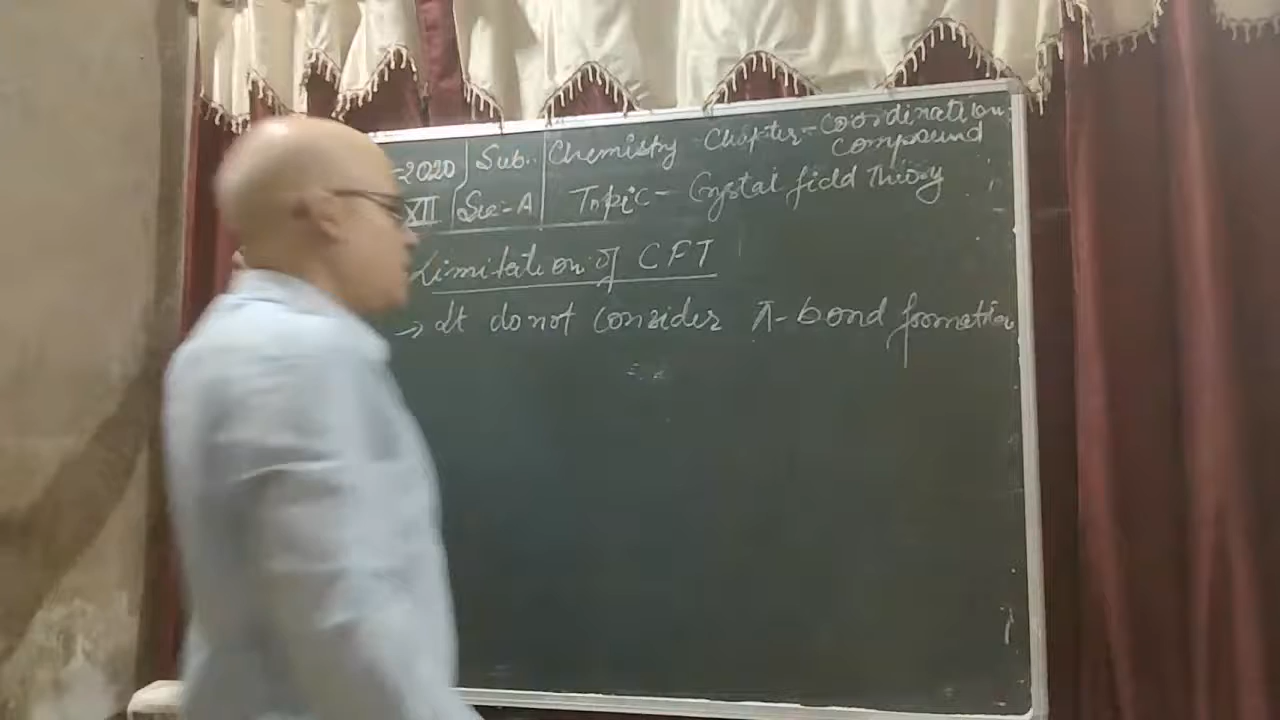 -2020 Sub.. Chemistry Chapter - Coordination
compound
XII Sec - A Topic - Crystal field Theory
Limitation of CFT
→ It do not consider π - bond formation